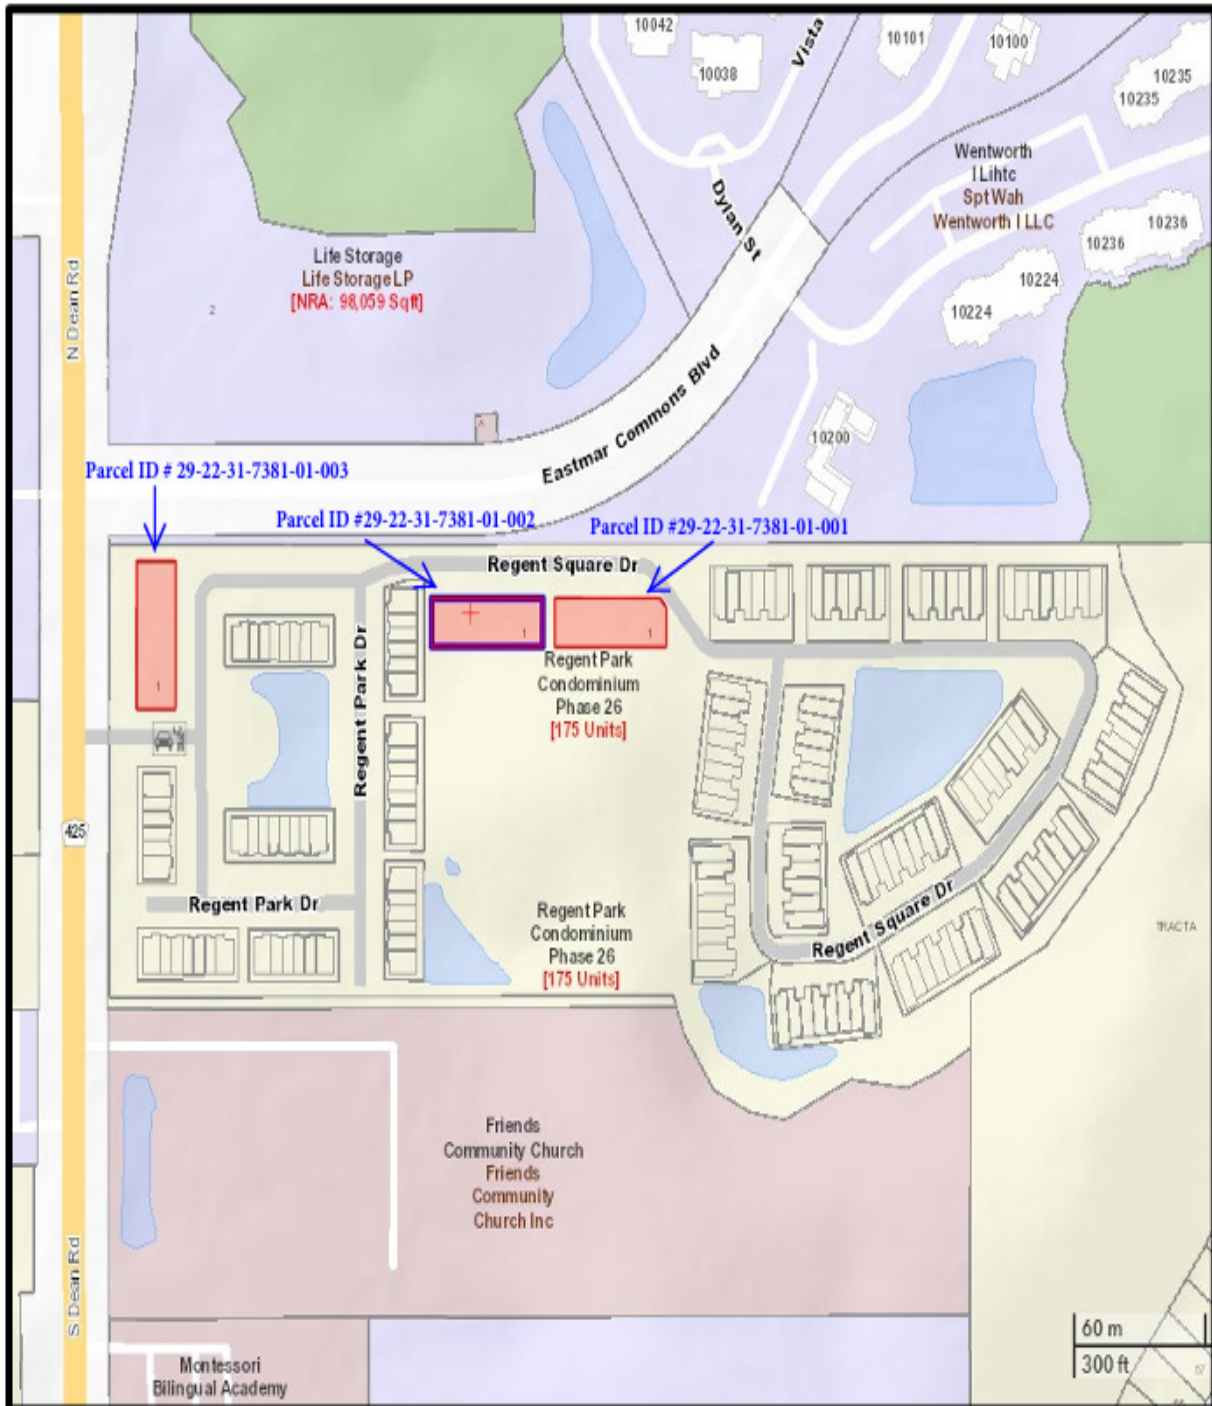 10042
Vista
10101
10100
10038
10235
10235
Wentworth
I Lihtc
Spt Wah
Wentworth I LLC
Dylan St
10236
10236
N Dean Rd
Life Storage
Life Storage LP
[NRA: 98,059 Sqft]
2
10224
10224
Eastmar Commons Blvd
A
10200
Parcel ID # 29-22-31-7381-01-003
Parcel ID #29-22-31-7381-01-002
Parcel ID #29-22-31-7381-01-001
Regent Square Dr
1
1
1
Regent Park Dr
Regent Park
Condominium
Phase 26
[175 Units]
425
Regent Park Dr
Regent Park
Condominium
Phase 26
[175 Units]
Regent Square Dr
TRACTA
Friends
Community Church
Friends
Community
Church Inc
S Dean Rd
60 m
300 ft
67
Montessori
Bilingual Academy